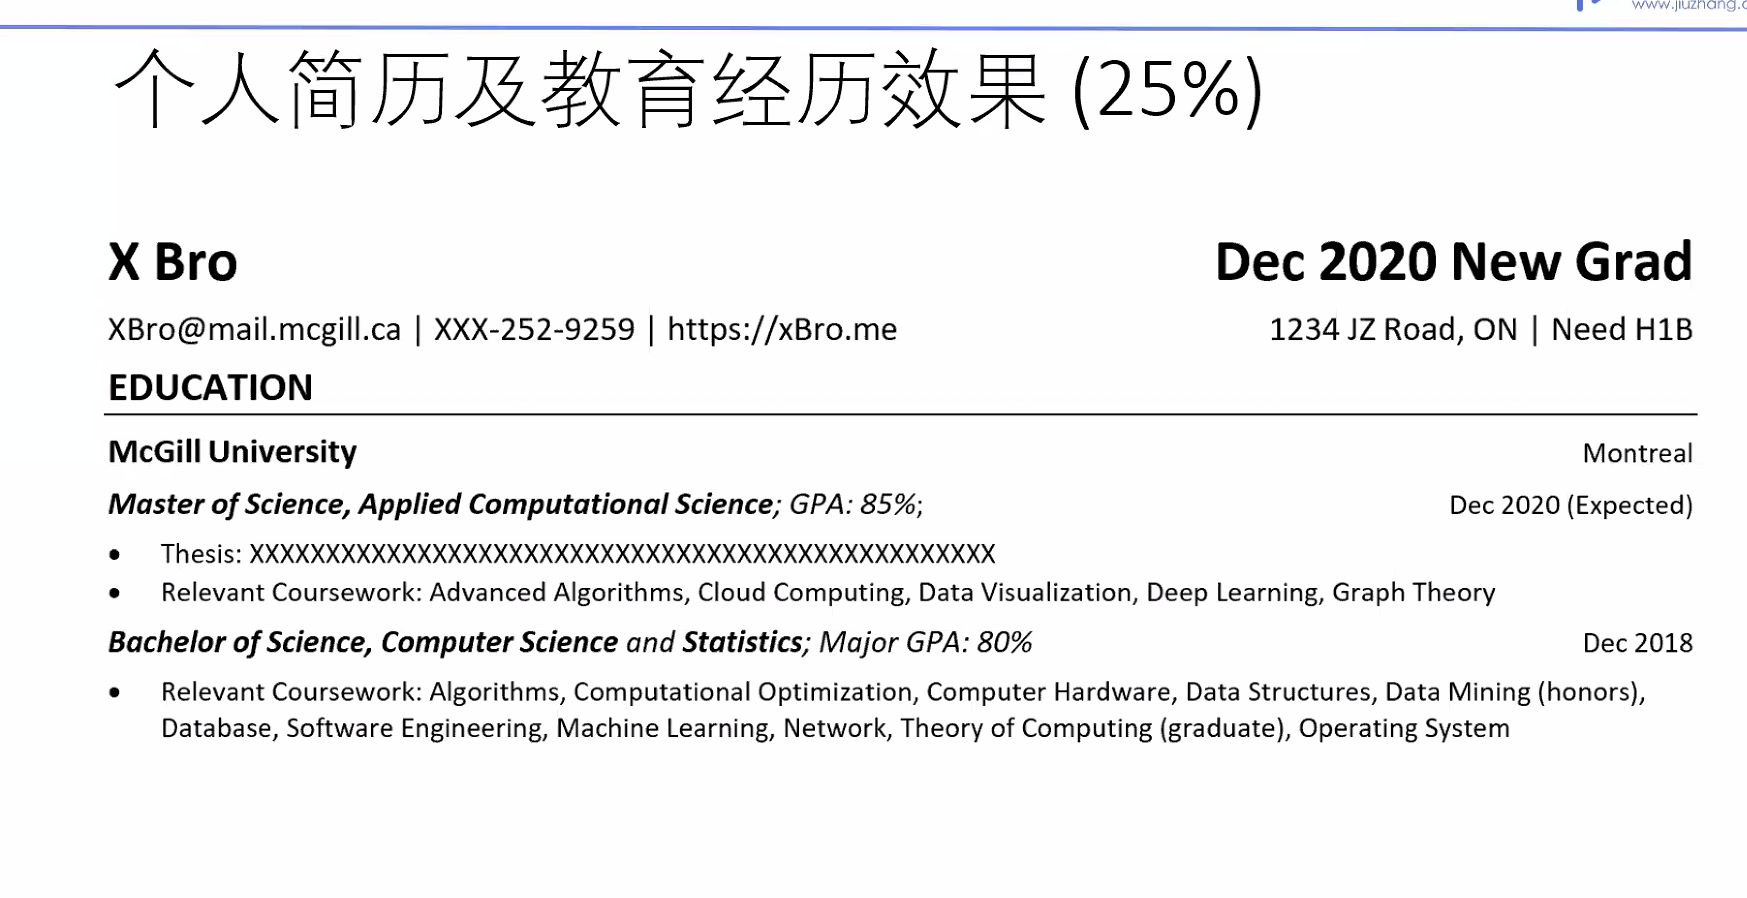 www.jiuzhang.c
个人简历及教育经历效果 (25%)
X Bro
Dec 2020 New Grad
XBro@mail.mcgill.ca | XXX-252-9259 | https://xBro.me
1234 JZ Road, ON | Need H1B
EDUCATION
McGill University
Montreal
Master of Science, Applied Computational Science; GPA: 85%;
Dec 2020 (Expected)
• Thesis: XXXXXXXXXXXXXXXXXXXXXXXXXXXXXXXXXXXXXXXXXXXXXXXXX
• Relevant Coursework: Advanced Algorithms, Cloud Computing, Data Visualization, Deep Learning, Graph Theory
Bachelor of Science, Computer Science and Statistics; Major GPA: 80%
Dec 2018
• Relevant Coursework: Algorithms, Computational Optimization, Computer Hardware, Data Structures, Data Mining (honors),
Database, Software Engineering, Machine Learning, Network, Theory of Computing (graduate), Operating System